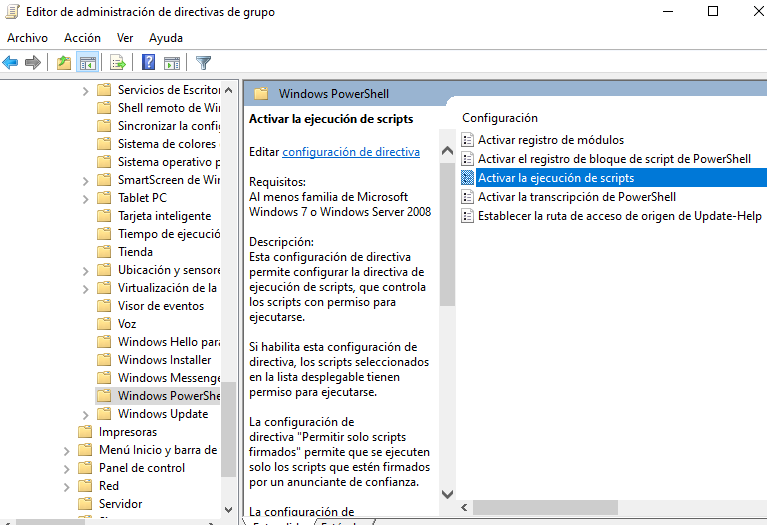 Editor de administración de directivas de grupo
Archivo Acción Ver Ayuda
Servicios de Escritor
Shell remoto de Wi
Sincronizar la config
Sistema de colores
Sistema operativo p
SmartScreen de Wi
Tablet PC
Tarjeta inteligente
Tiempo de ejecució
Tienda
Ubicación y sensore
Virtualización de la
Visor de eventos
Voz
Windows Hello para
Windows Installer
Windows Messenge
Windows PowerShe
Windows Update
Impresoras
Menú Inicio y barra de
Panel de control
Red
Servidor
Windows PowerShell
Activar la ejecución de scripts
Editar configuración de directiva
Requisitos:
Al menos familia de Microsoft
Windows 7 o Windows Server 2008
Descripción:
Esta configuración de directiva
permite configurar la directiva de
ejecución de scripts, que controla
los scripts con permiso para
ejecutarse.
Si habilita esta configuración de
directiva, los scripts seleccionados
en la lista desplegable tienen
permiso para ejecutarse.
La configuración de
directiva "Permitir solo scripts
firmados" permite que se ejecuten
solo los scripts que estén firmados
por un anunciante de confianza.
La configuración de
Configuración
Activar registro de módulos
Activar el registro de bloque de script de PowerShell
Activar la ejecución de scripts
Activar la transcripción de PowerShell
Establecer la ruta de acceso de origen de Update-Help